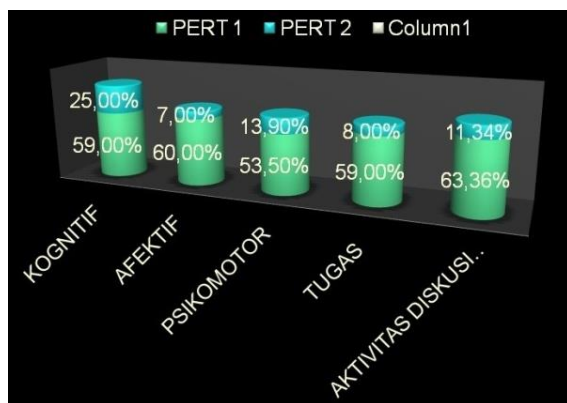 PERT 1 PERT 2 Column1
25,00% 7,00% 13,90% 8,00% 11,34%
59,00% 60,00% 53,50% 59,00% 63,36%
KOGNITIF
AFEKTIF
PSIKOMOTOR
TUGAS
AKTIVITAS DISKUSI..